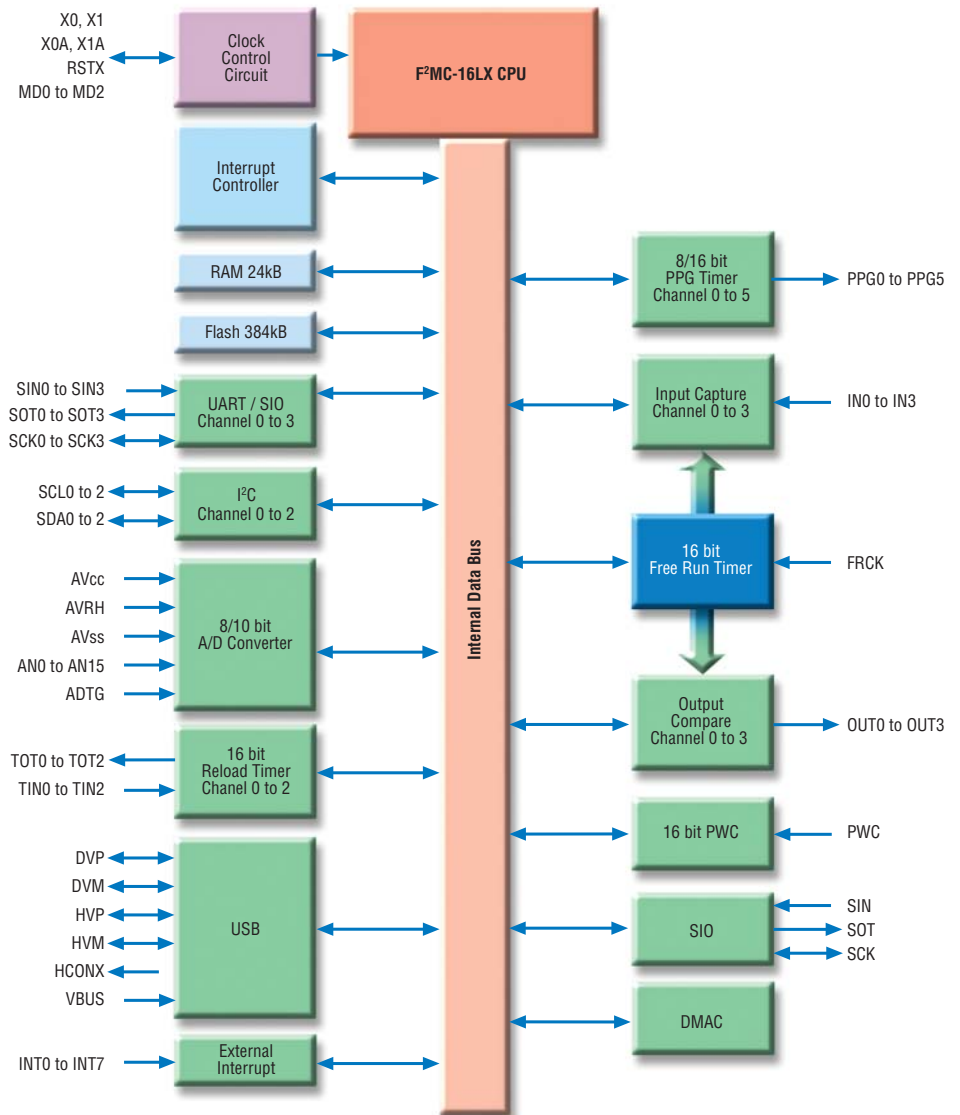 X0, X1
X0A, X1A
RSTX
MD0 to MD2
Clock
Control
Circuit
F²MC-16LX CPU
Interrupt
Controller
RAM 24kB
Flash 384kB
SIN0 to SIN3
SOT0 to SOT3
SCK0 to SCK3
UART / SIO
Channel 0 to 3
SCL0 to 2
SDA0 to 2
I²C
Channel 0 to 2
AVcc
AVRH
AVss
AN0 to AN15
ADTG
8/10 bit
A/D Converter
TOT0 to TOT2
TIN0 to TIN2
16 bit
Reload Timer
Chanel 0 to 2
DVP
DVM
HVP
HVM
HCONX
VBUS
USB
INT0 to INT7
External
Interrupt
Internal Data Bus
8/16 bit
PPG Timer
Channel 0 to 5
PPG0 to PPG5
Input Capture
Channel 0 to 3
IN0 to IN3
16 bit
Free Run Timer
FRCK
Output
Compare
Channel 0 to 3
OUT0 to OUT3
16 bit PWC
PWC
SIO
SIN
SOT
SCK
DMAC